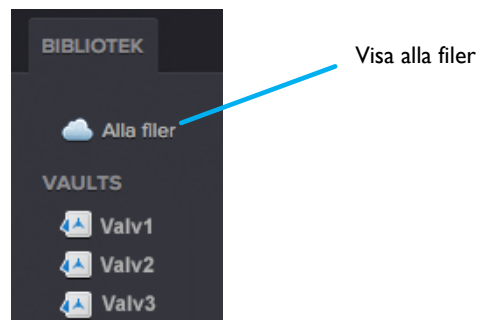 BIBLIOTEK
Visa alla filer
Alla filer
VAULTS
Valv1
Valv2
Valv3